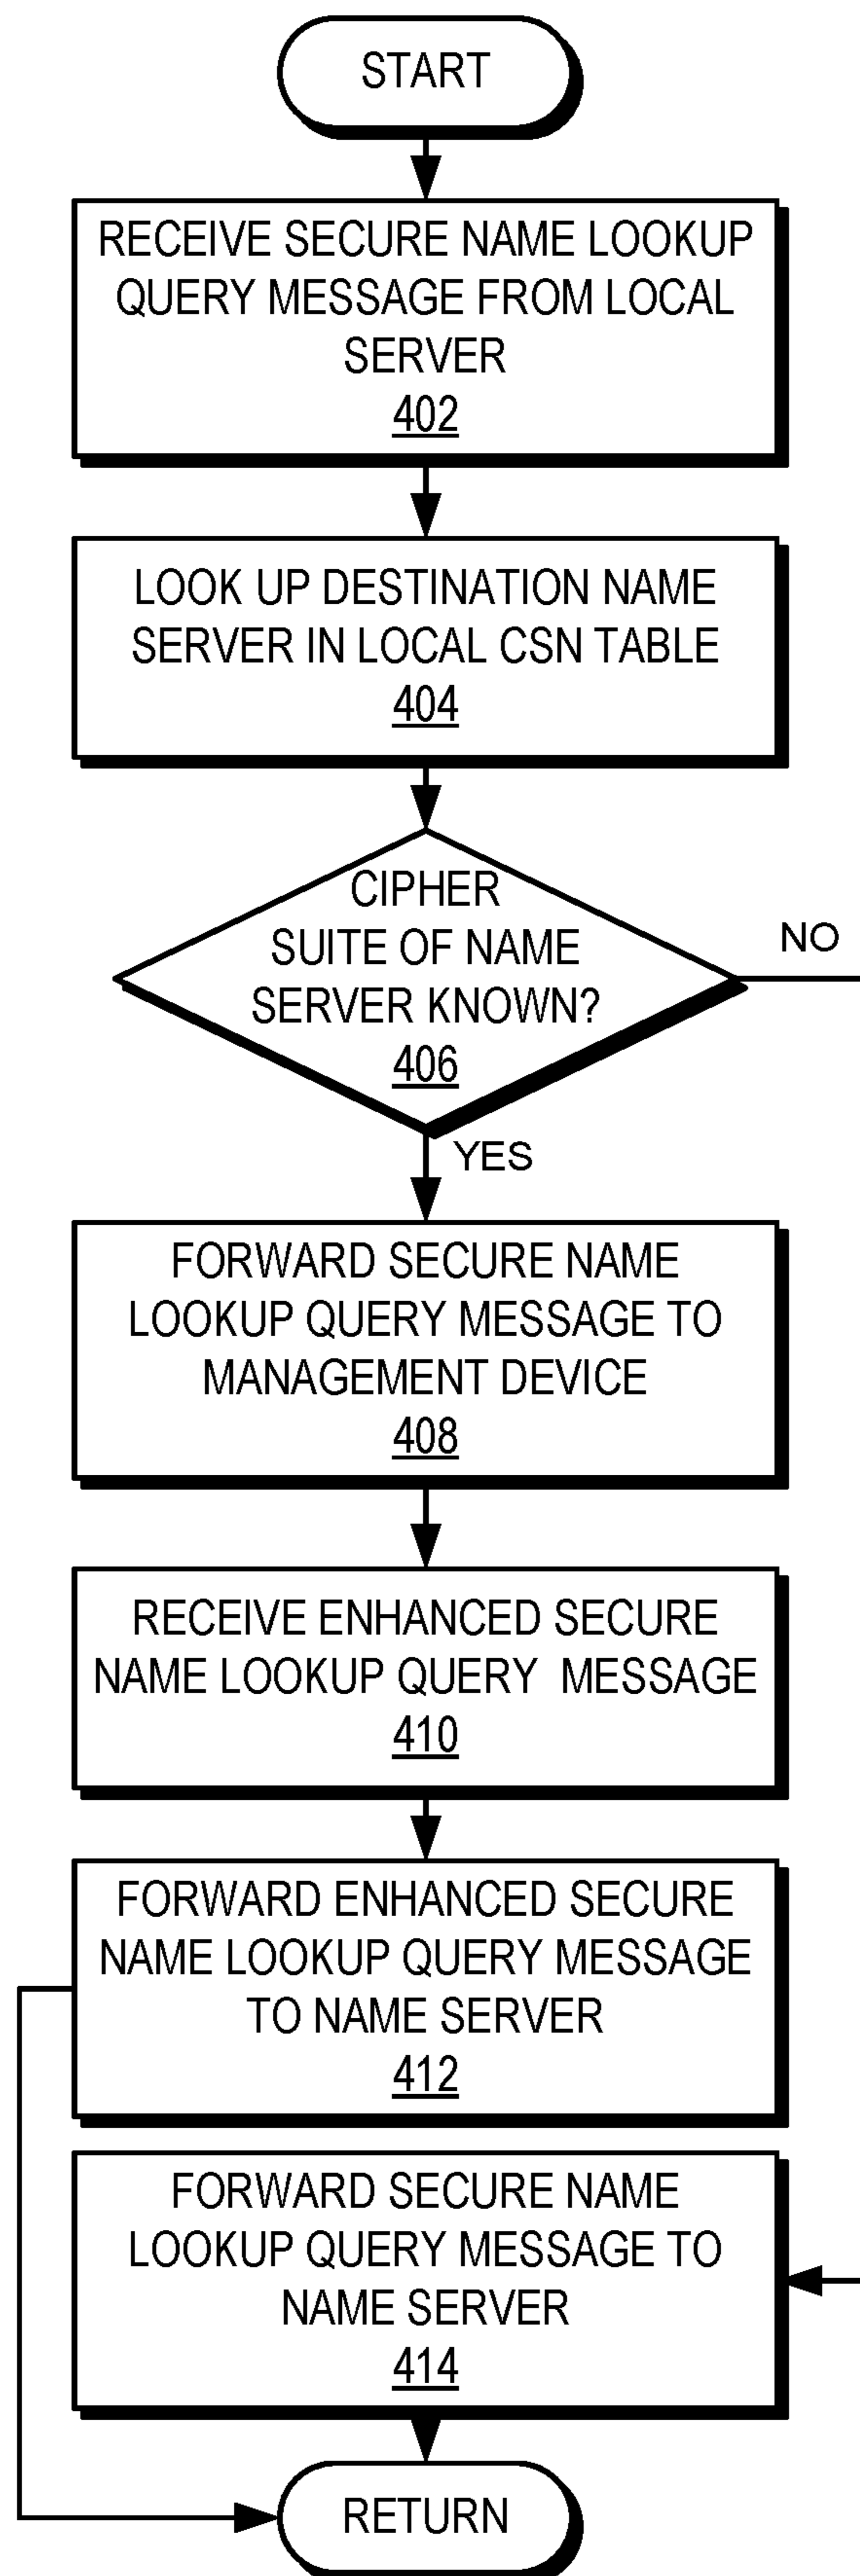 START
RECEIVE SECURE NAME LOOKUP
QUERY MESSAGE FROM LOCAL
SERVER
402
LOOK UP DESTINATION NAME
SERVER IN LOCAL CSN TABLE
404
CIPHER
SUITE OF NAME
SERVER KNOWN?
406
NO
YES
FORWARD SECURE NAME
LOOKUP QUERY MESSAGE TO
MANAGEMENT DEVICE
408
RECEIVE ENHANCED SECURE
NAME LOOKUP QUERY MESSAGE
410
FORWARD ENHANCED SECURE
NAME LOOKUP QUERY MESSAGE
TO NAME SERVER
412
FORWARD SECURE NAME
LOOKUP QUERY MESSAGE TO
NAME SERVER
414
RETURN